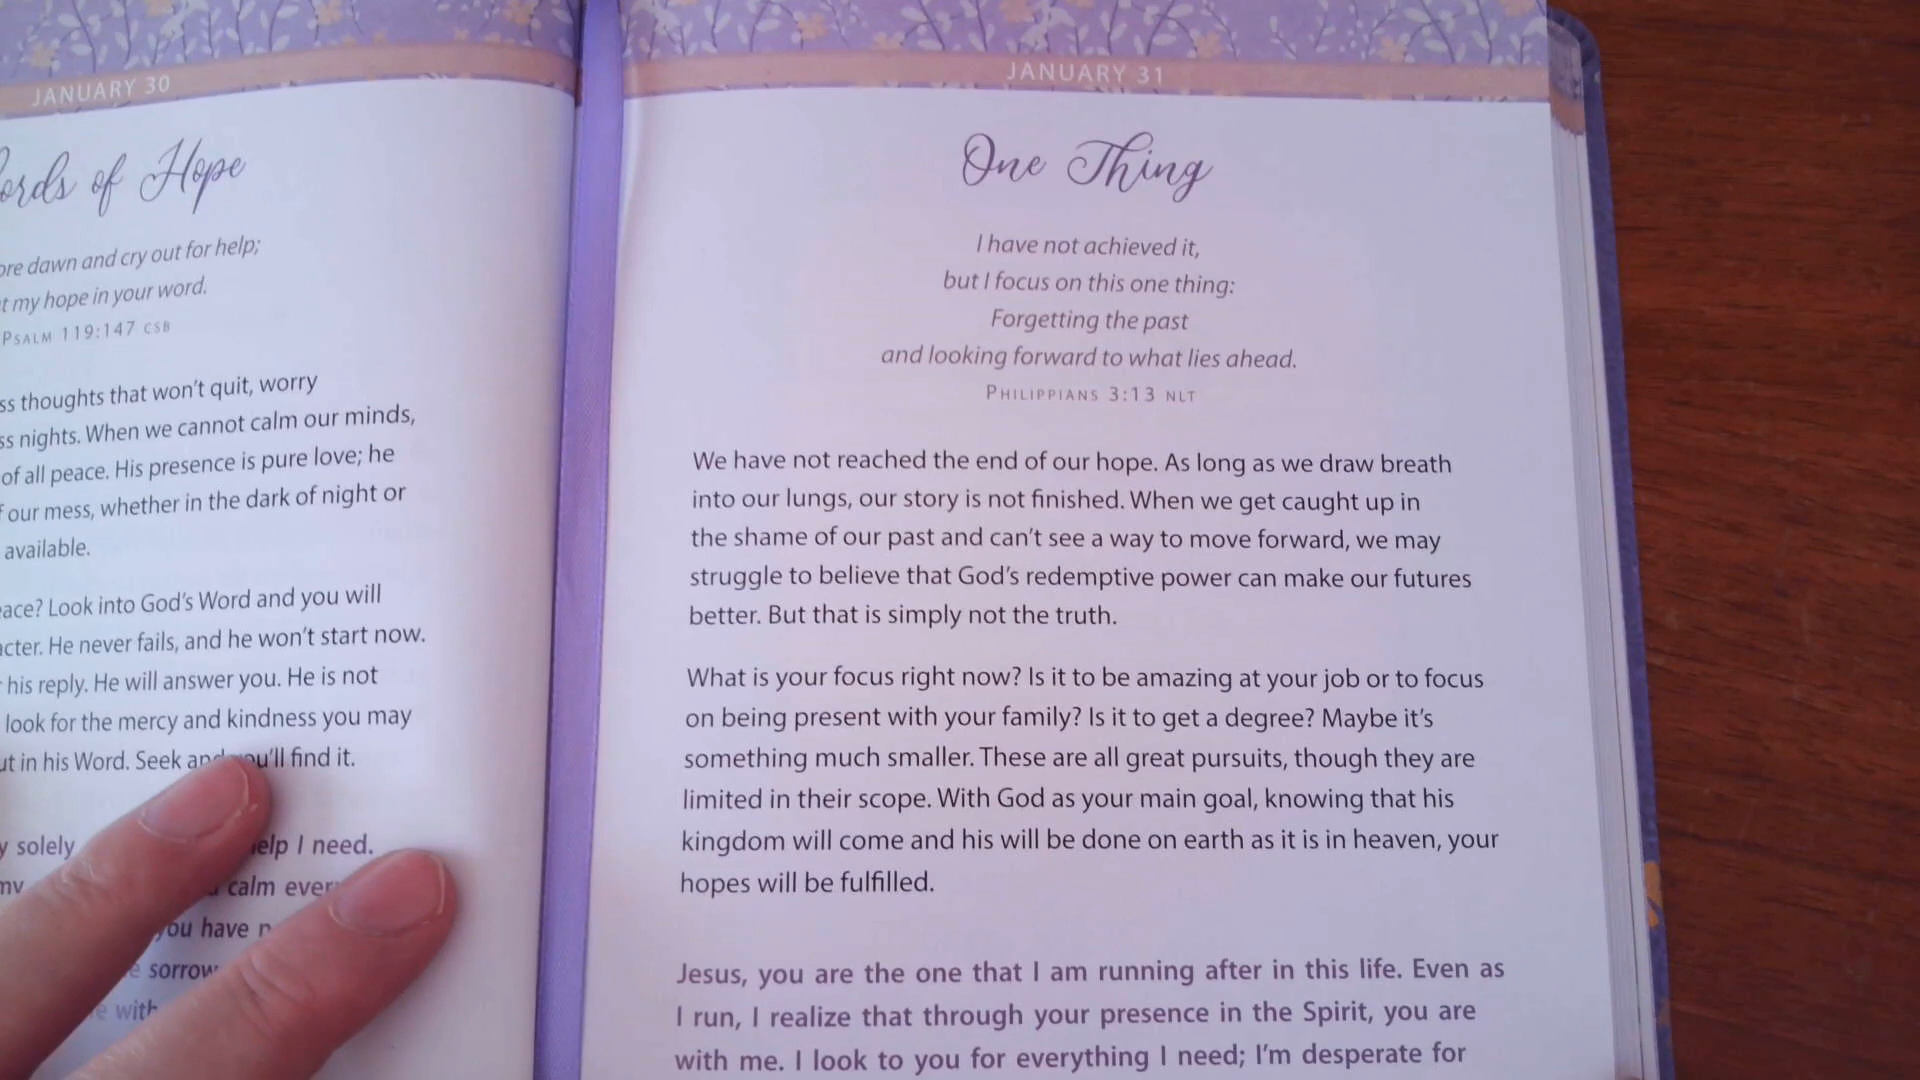 JANUARY 30
of Hope
dawn and cry out for help;
my hope in your word.
PSALM 119:147 CSB
thoughts that won't quit, worry
nights. When we cannot calm our minds,
of all peace. His presence is pure love; he
our mess, whether in the dark of night or
available.
Look into God's Word and you will
He never fails, and he won't start now.
his reply. He will answer you. He is not
look for the mercy and kindness you may
in his Word. Seek and you'll find it.
solely
I need.
calm
you have
with
JANUARY 31
One Thing
I have not achieved it,
but I focus on this one thing:
Forgetting the past
and looking forward to what lies ahead.
PHILIPPIANS 3:13 NLT
We have not reached the end of our hope. As long as we draw breath
into our lungs, our story is not finished. When we get caught up in
the shame of our past and can't see a way to move forward, we may
struggle to believe that God's redemptive power can make our futures
better. But that is simply not the truth.
What is your focus right now? Is it to be amazing at your job or to focus
on being present with your family? Is it to get a degree? Maybe it's
something much smaller. These are all great pursuits, though they are
limited in their scope. With God as your main goal, knowing that his
kingdom will come and his will be done on earth as it is in heaven, your
hopes will be fulfilled.
Jesus, you are the one that I am running after in this life. Even as
I run, I realize that through your presence in the Spirit, you are
with me. I look to you for everything I need; I'm desperate for